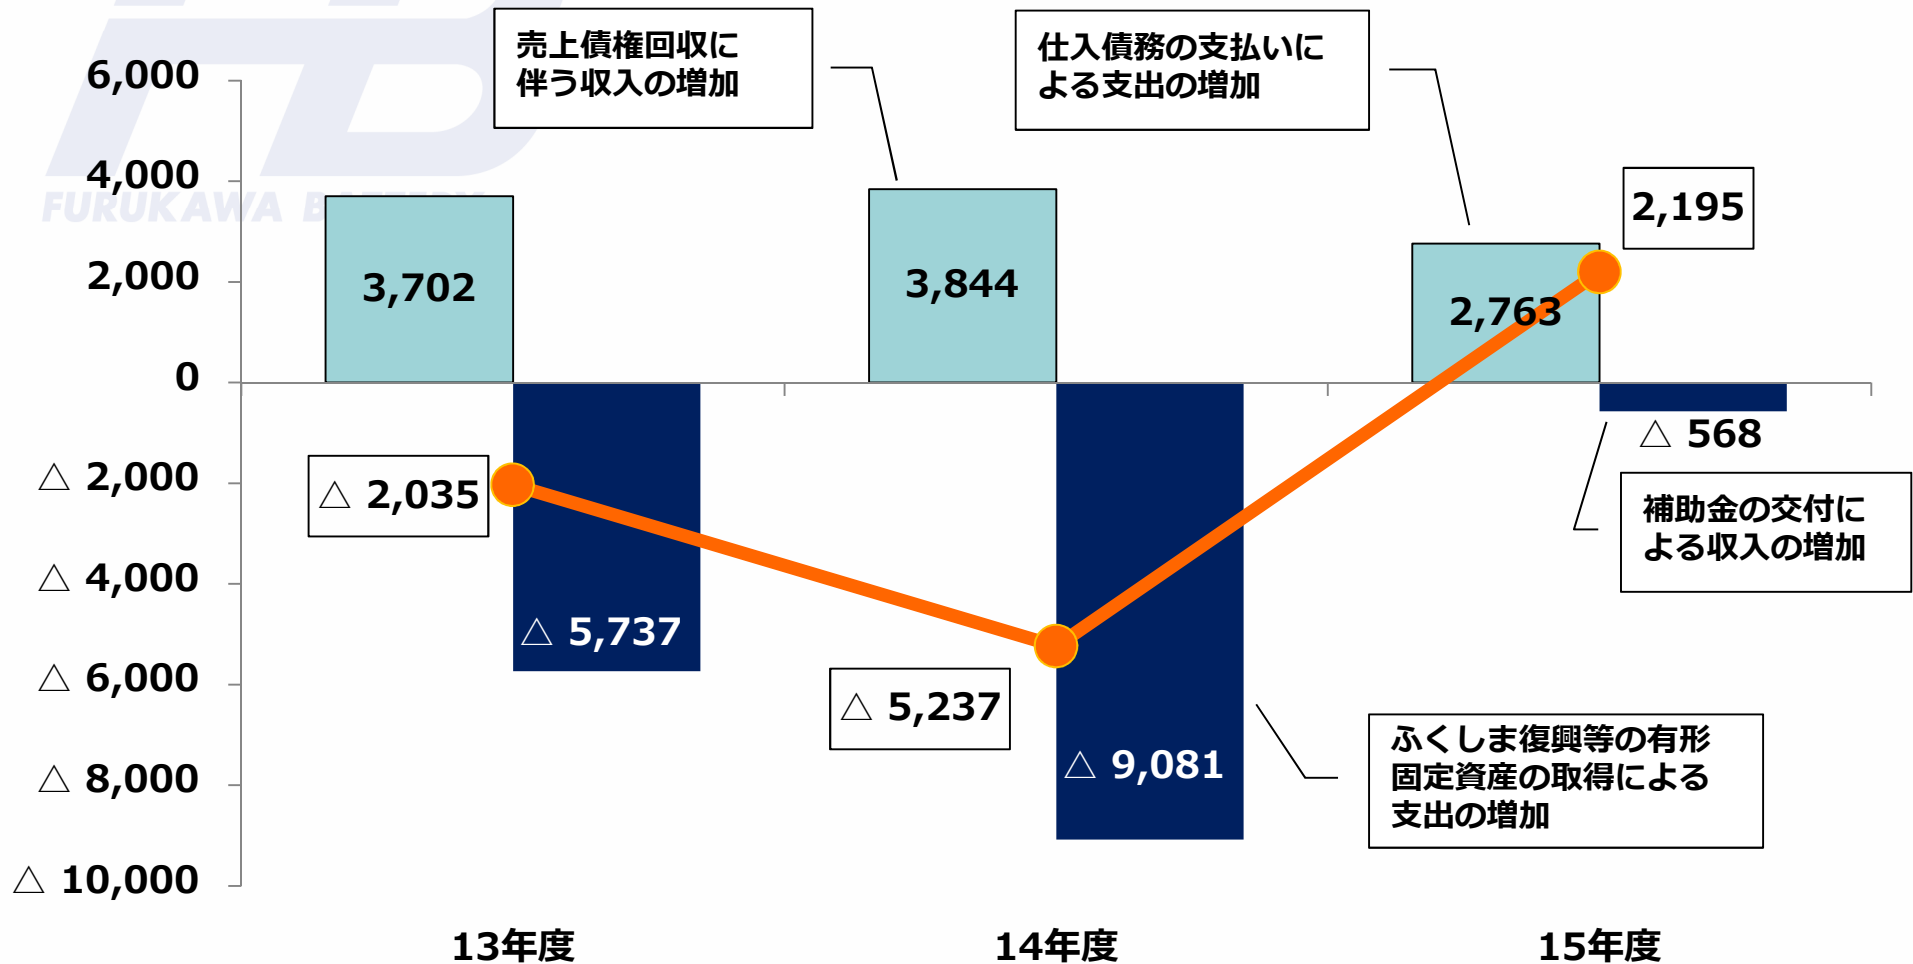 売上債権回収に
伴う収入の増加
仕入債務の支払いに
よる支出の増加
6,000
4,000
2,000
0
△ 2,000
△ 4,000
△ 6,000
△ 8,000
△ 10,000
FURUKAWA BATTERY
3,702
3,844
2,763
2,195
△ 568
△ 2,035
△ 5,737
△ 5,237
△ 9,081
補助金の交付に
よる収入の増加
ふくしま復興等の有形
固定資産の取得による
支出の増加
13年度
14年度
15年度